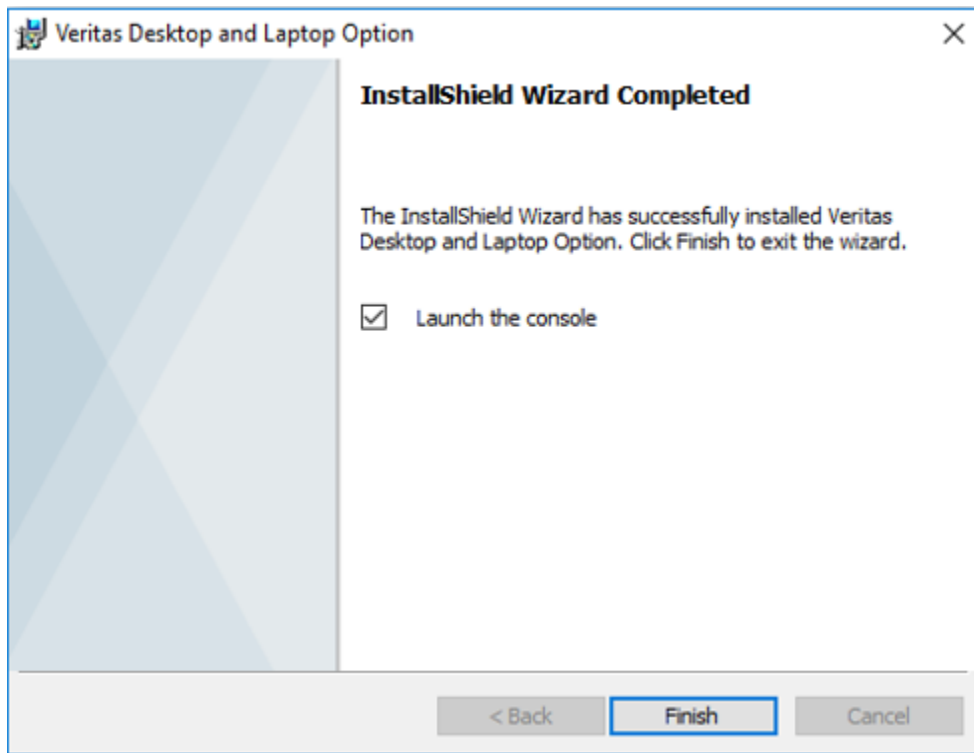 Veritas Desktop and Laptop Option
InstallShield Wizard Completed
The InstallShield Wizard has successfully installed Veritas
Desktop and Laptop Option. Click Finish to exit the wizard.
Launch the console
< Back
Finish
Cancel